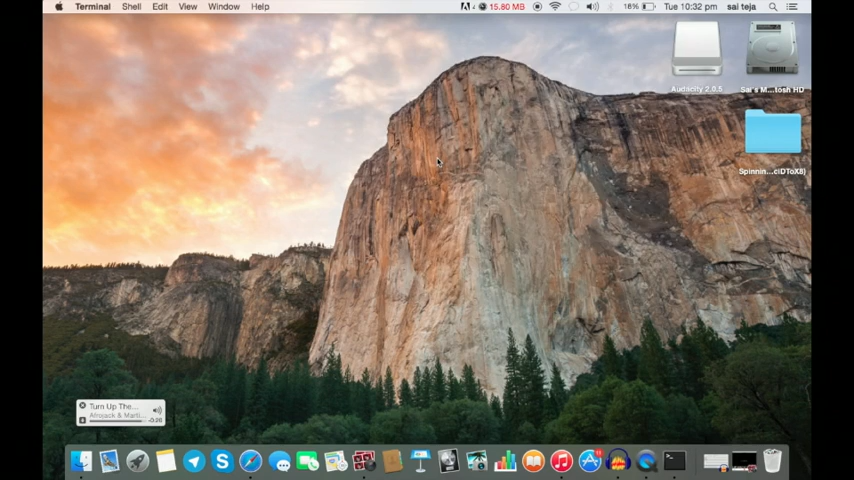 Terminal Shell Edit View Window Help 15.80 MB 18% Tue 10:32 pm sai teja
Audacity 2.0.5
Sai's M...tosh HD
Spinnin...ciDToX8)
Turn Up The...
Afrojack & Marti...
-0:26